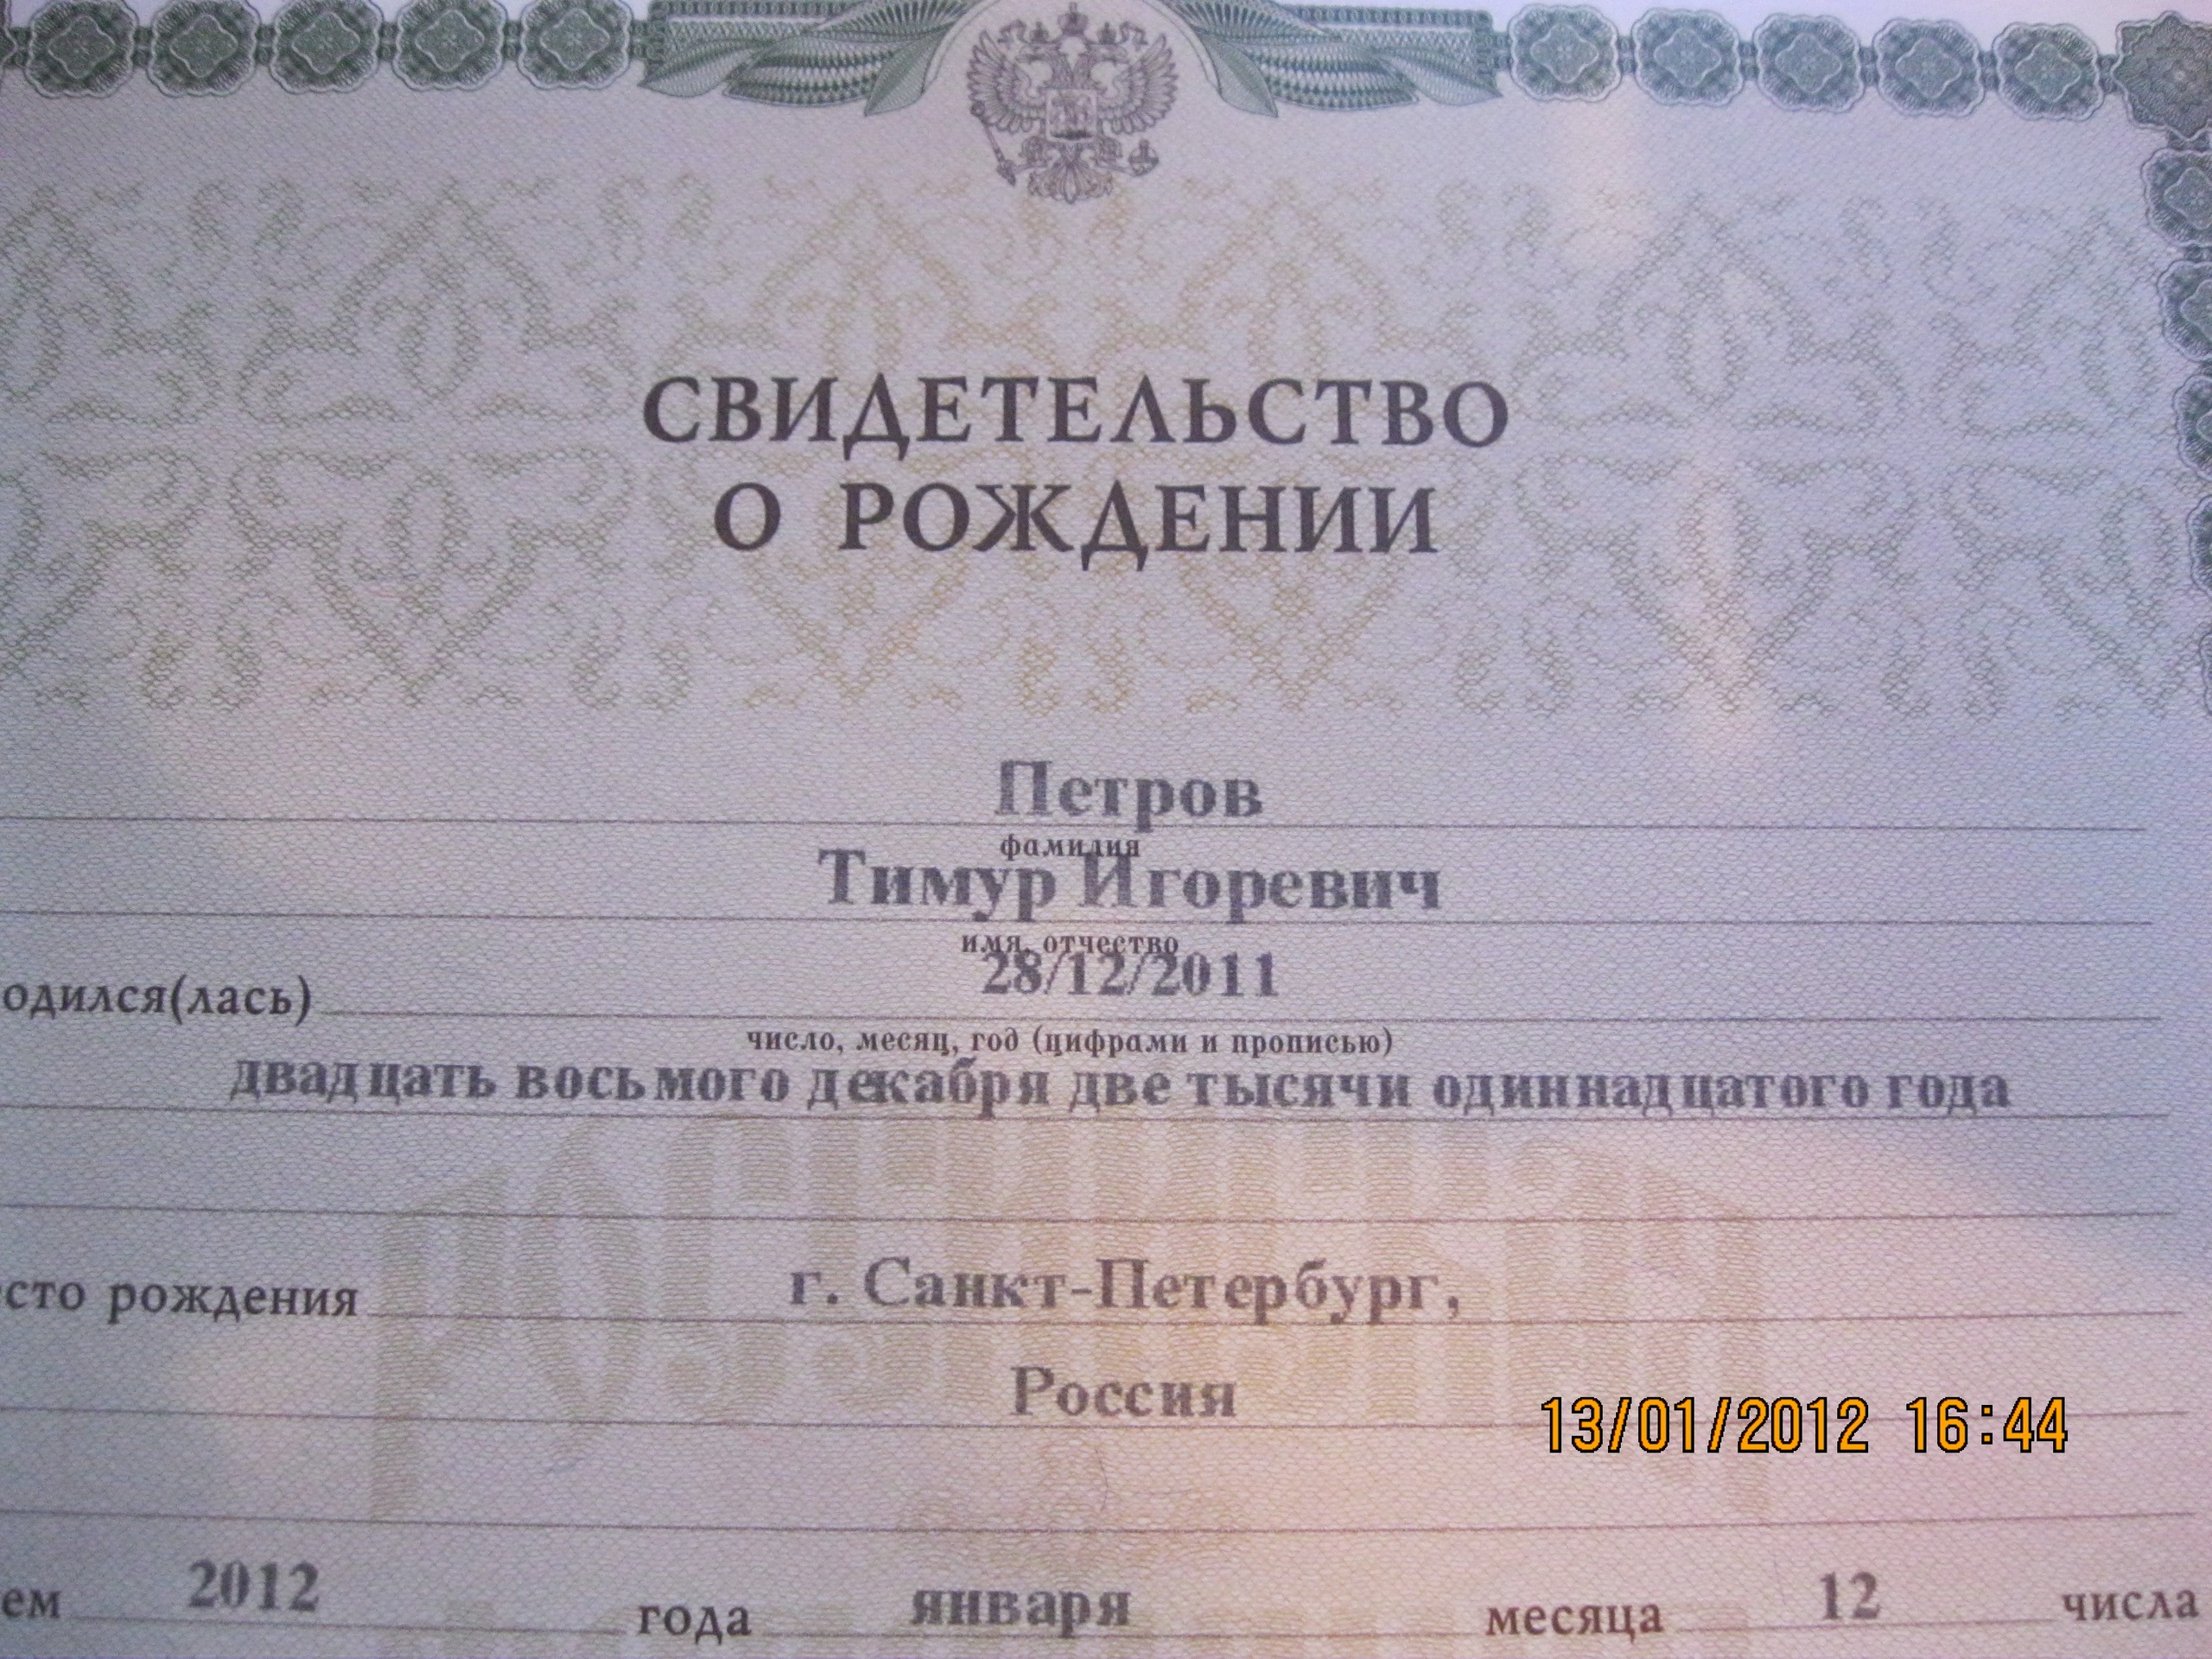 СВИДЕТЕЛЬСТВО
О РОЖДЕНИИ
Петров
фамилия
Тимур Игоревич
имя, отчество
28/12/2011
одился(лась)
число, месяц, год (цифрами и прописью)
двадцать восьмого декабря две тысячи одиннадцатого года
г. Санкт-Петербург,
сто рождения
Россия
13/01/2012 16:44
ем 2012 года января месяца 12 числа